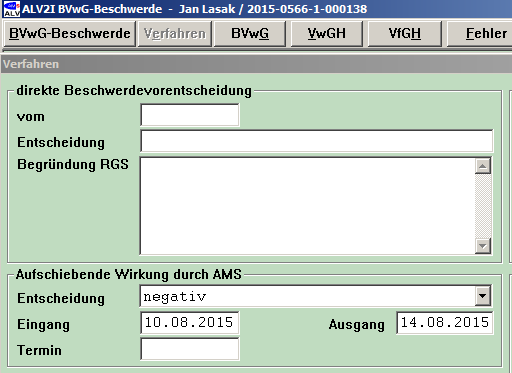 ALV
ALV2I BVwG-Beschwerde - Jan Lasak / 2015-0566-1-000138
BVwG-Beschwerde Verfahren BVwG VwGH VfGH Fehler
Verfahren
direkte Beschwerdevorentscheidung
vom
Entscheidung
Begründung RGS
Aufschiebende Wirkung durch AMS
Entscheidung negativ
Eingang 10.08.2015 Ausgang 14.08.2015
Termin